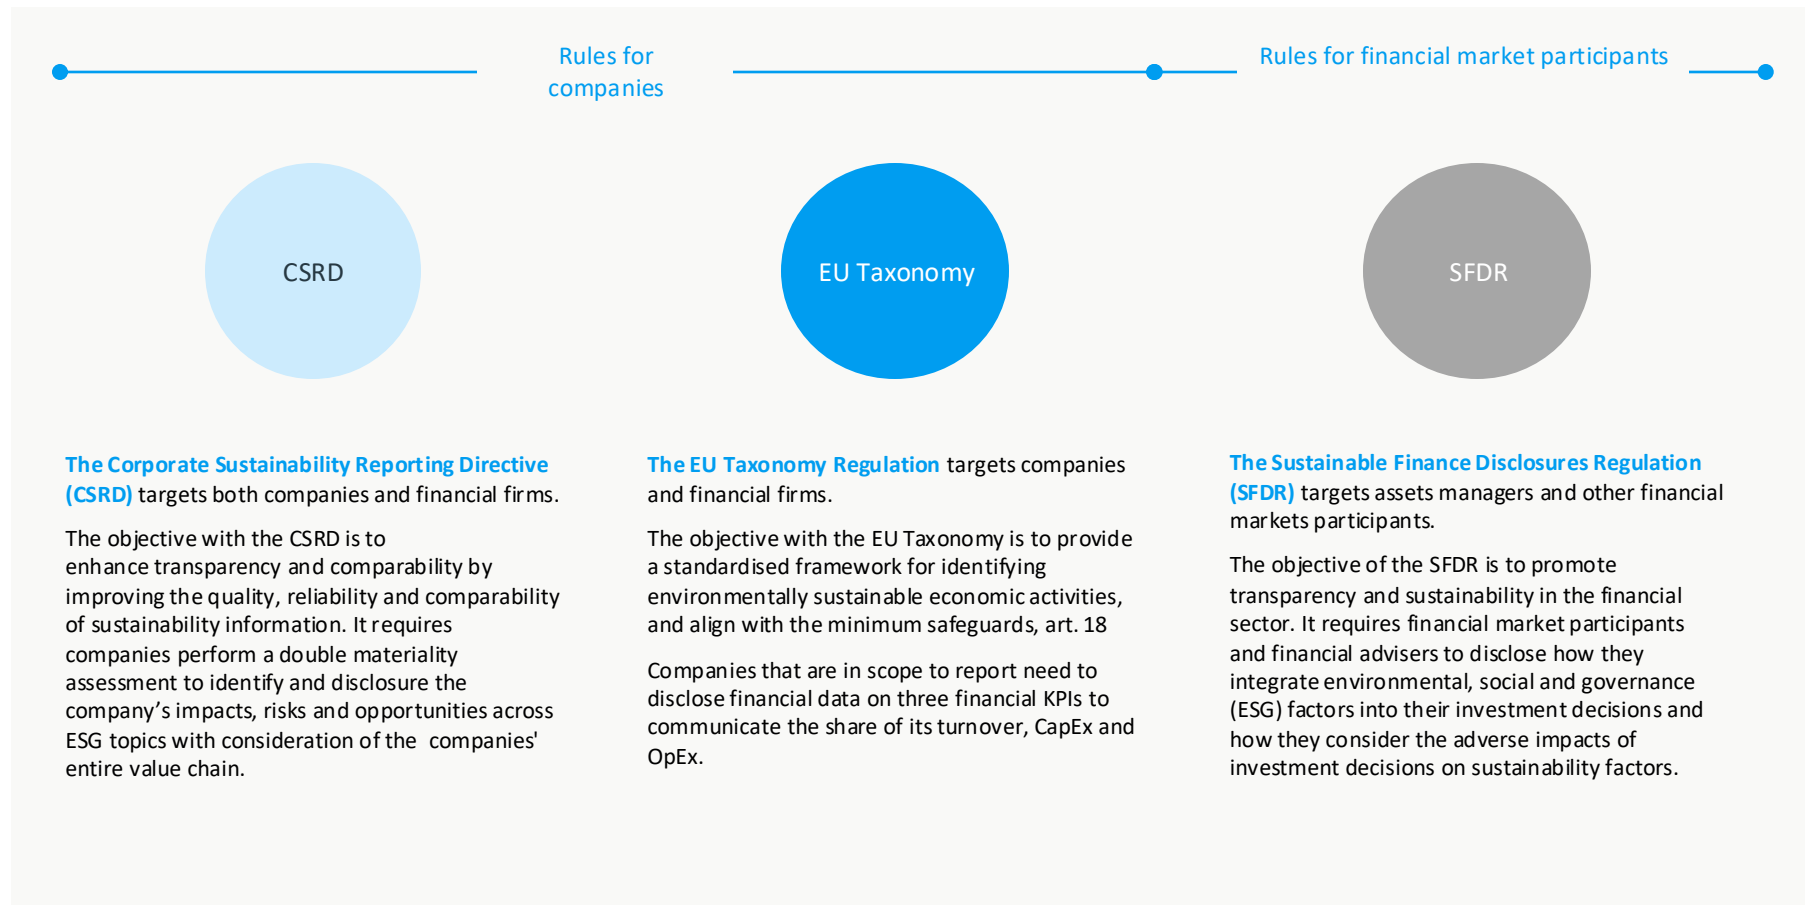 Rules for
companies
Rules for financial market participants
CSRD
EU Taxonomy
SFDR
The Corporate Sustainability Reporting Directive
(CSRD) targets both companies and financial firms.
The objective with the CSRD is to
enhance transparency and comparability by
improving the quality, reliability and comparability
of sustainability information. It requires
companies perform a double materiality
assessment to identify and disclosure the
company’s impacts, risks and opportunities across
ESG topics with consideration of the  companies'
entire value chain.
The EU Taxonomy Regulation targets companies
and financial firms.
The objective with the EU Taxonomy is to provide
a standardised framework for identifying
environmentally sustainable economic activities,
and align with the minimum safeguards, art. 18
Companies that are in scope to report need to
disclose financial data on three financial KPIs to
communicate the share of its turnover, CapEx and
OpEx.
The Sustainable Finance Disclosures Regulation
(SFDR) targets assets managers and other financial
markets participants.
The objective of the SFDR is to promote
transparency and sustainability in the financial
sector. It requires financial market participants
and financial advisers to disclose how they
integrate environmental, social and governance
(ESG) factors into their investment decisions and
how they consider the adverse impacts of
investment decisions on sustainability factors.